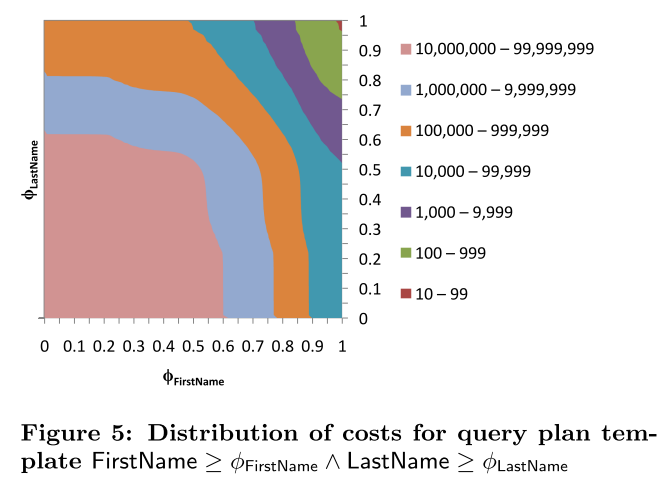 1
0.9
0.8
0.7
0.6
0.5
0.4
0.3
0.2
0.1
0
ϕLastName
0 0.1 0.2 0.3 0.4 0.5 0.6 0.7 0.8 0.9 1
ϕFirstName
10,000,000 – 99,999,999
1,000,000 – 9,999,999
100,000 – 999,999
10,000 – 99,999
1,000 – 9,999
100 – 999
10 – 99
Figure 5: Distribution of costs for query plan tem-
plate FirstName ≥ ϕFirstName ∧ LastName ≥ ϕLastName